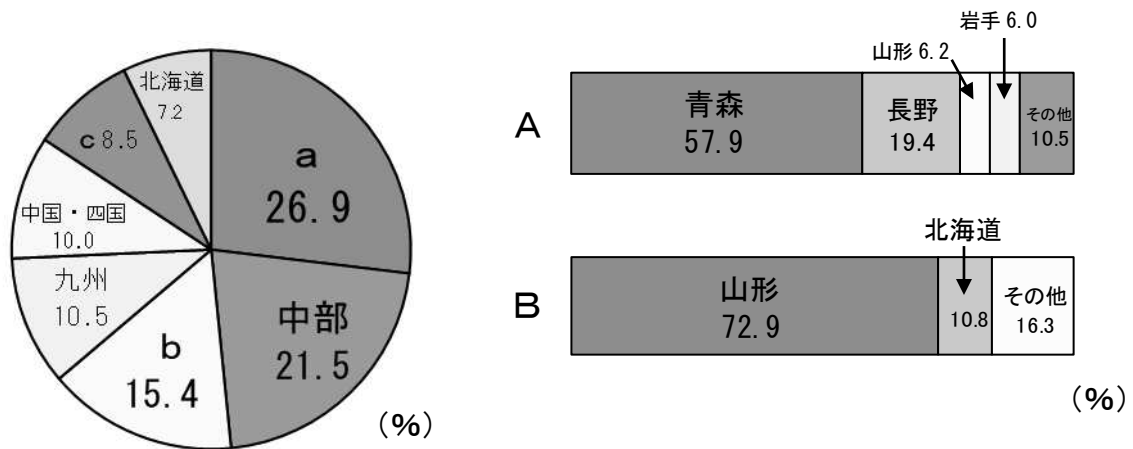 北海道
7.2
a
26.9
c 8.5
中国・四国
10.0
九州
10.5
b
15.4
中部
21.5
(%)
岩手 6.0
山形 6.2
A
青森
57.9
長野
19.4
その他
10.5
北海道
B
山形
72.9
10.8
その他
16.3
(%)